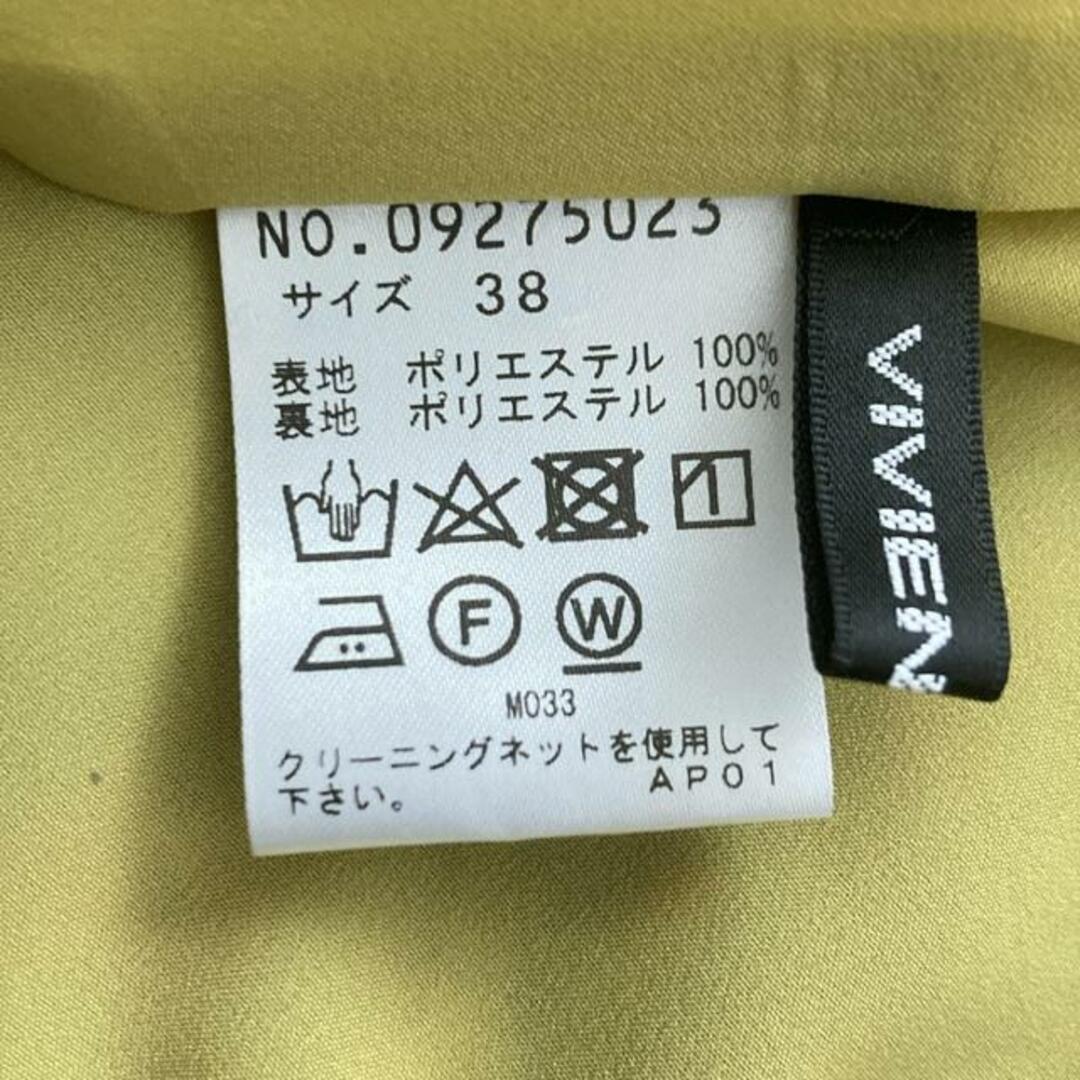 NO.09275023
サイズ 38
表地 ポリエステル 100%
裏地 ポリエステル 100%
F W
M033
クリーニングネットを使用して
下さい。 AP01
VIVIEN